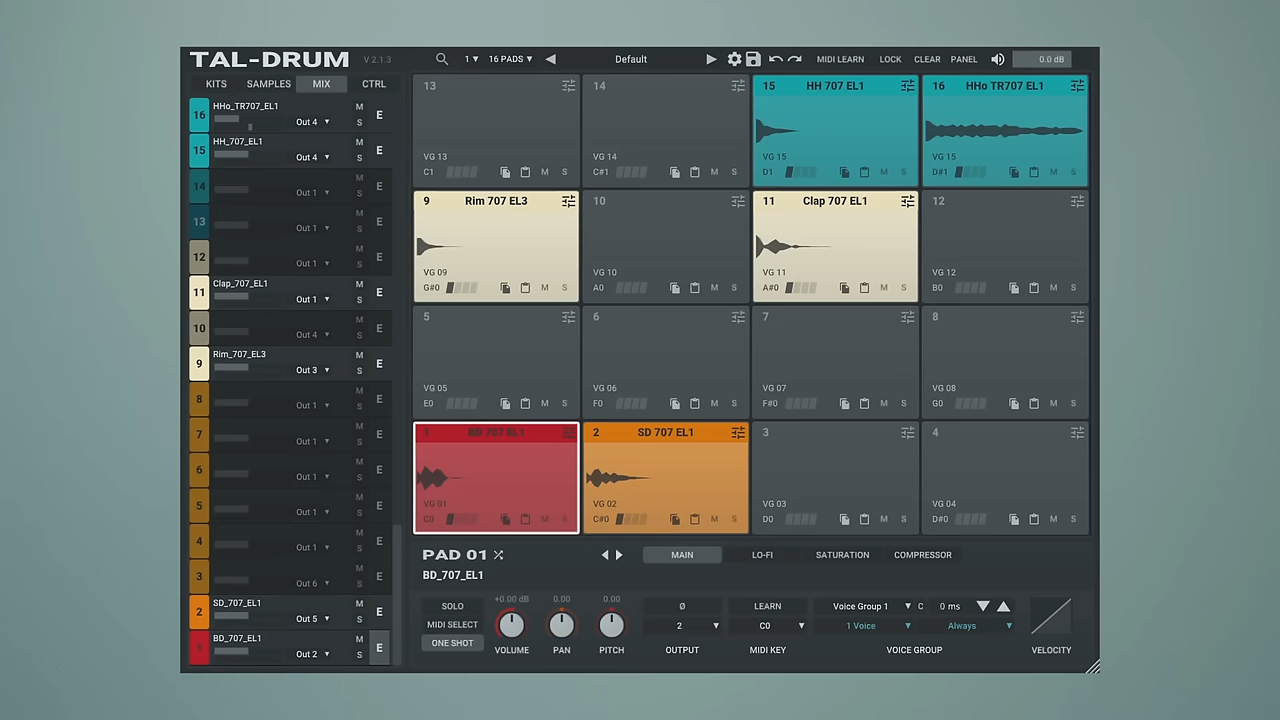 TAL-DRUM V 2.1.3 1 16 PADS Default MIDI LEARN LOCK CLEAR PANEL 0.0 dB
KITS SAMPLES MIX CTRL
16 HHo_TR707_EL1 M S Out 4 E
15 HH_707_EL1 M S Out 4 E
14 M S Out 1 E
13 M S Out 1 E
12 M S Out 1 E
11 Clap_707_EL1 M S Out 1 E
10 M S Out 4 E
9 Rim_707_EL3 M S Out 3 E
8 M S Out 1 E
7 M S Out 1 E
6 M S Out 1 E
5 M S Out 1 E
4 M S Out 1 E
3 M S Out 6 E
2 SD_707_EL1 M S Out 5 E
1 BD_707_EL1 M S Out 2 E
13 14 15 HH 707 EL1 16 HHo TR707 EL1
VG 13 VG 14 VG 15 VG 15
C1 M S C#1 M S D1 M S D#1 M S
9 Rim 707 EL3 10 11 Clap 707 EL1 12
VG 09 VG 10 VG 11 VG 12
G#0 M S A0 M S A#0 M S B0 M S
5 6 7 8
VG 05 VG 06 VG 07 VG 08
E0 M S F0 M S F#0 M S G0 M S
1 BD 707 EL1 2 SD 707 EL1 3 4
VG 01 VG 02 VG 03 VG 04
C0 M S C#0 M S D0 M S D#0 M S
PAD 01 MAIN LO-FI SATURATION COMPRESSOR
BD_707_EL1
+0.00 dB 0.00 0.00
SOLO Ø LEARN Voice Group 1 C 0 ms
MIDI SELECT 2 C0 1 Voice Always
ONE SHOT
VOLUME PAN PITCH OUTPUT MIDI KEY VOICE GROUP VELOCITY